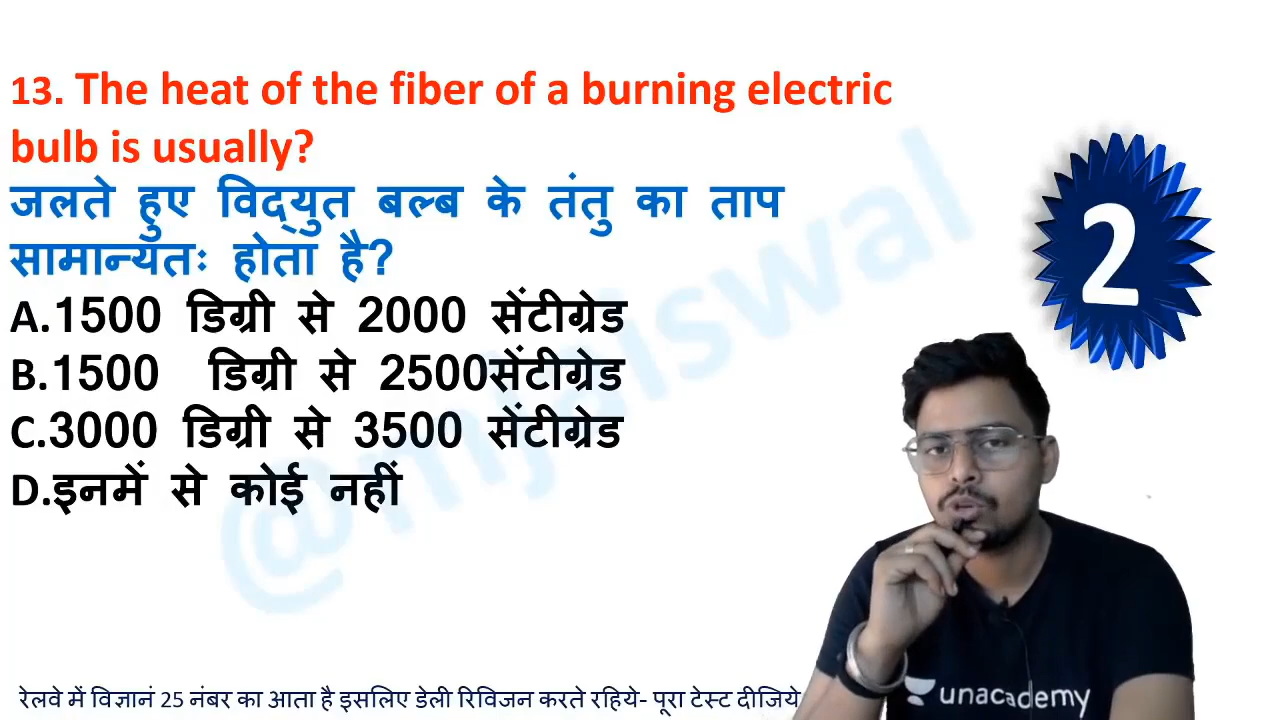 13. The heat of the fiber of a burning electric
bulb is usually?
जलते हुए विद्युत बल्ब के तंतु का ताप
सामान्यतः होता है?
A.1500 डिग्री से 2000 सेंटीग्रेड
B.1500 डिग्री से 2500सेंटीग्रेड
C.3000 डिग्री से 3500 सेंटीग्रेड
D.इनमें से कोई नहीं
2
@mjaiswal
unacademy
रेलवे में विज्ञानं 25 नंबर का आता है इसलिए डेली रिविजन करते रहिये- पूरा टेस्ट दीजिये